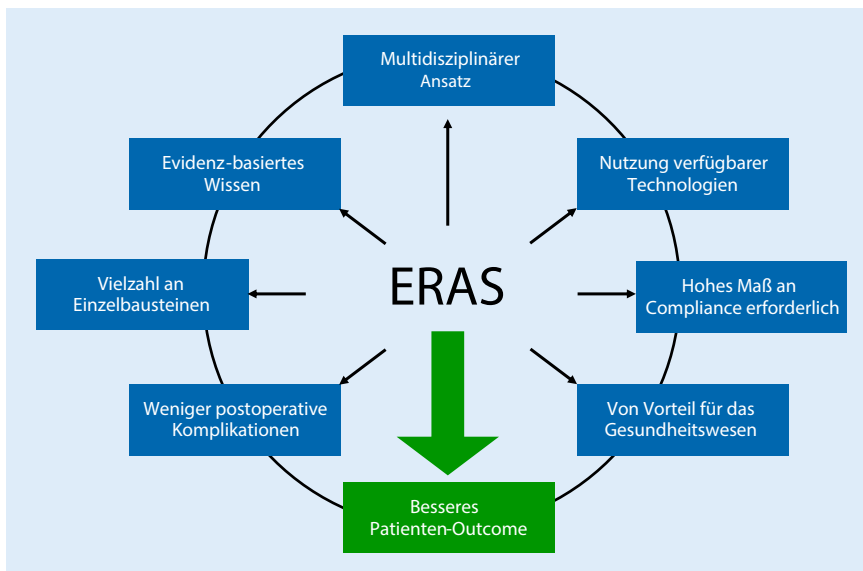 Multidisziplinärer
Ansatz
Evidenz-basiertes
Wissen
Nutzung verfügbarer
Technologien
Vielzahl an
Einzelbausteinen
ERAS
Hohes Maß an
Compliance erforderlich
Weniger postoperative
Komplikationen
Von Vorteil für das
Gesundheitswesen
Besseres
Patienten-Outcome